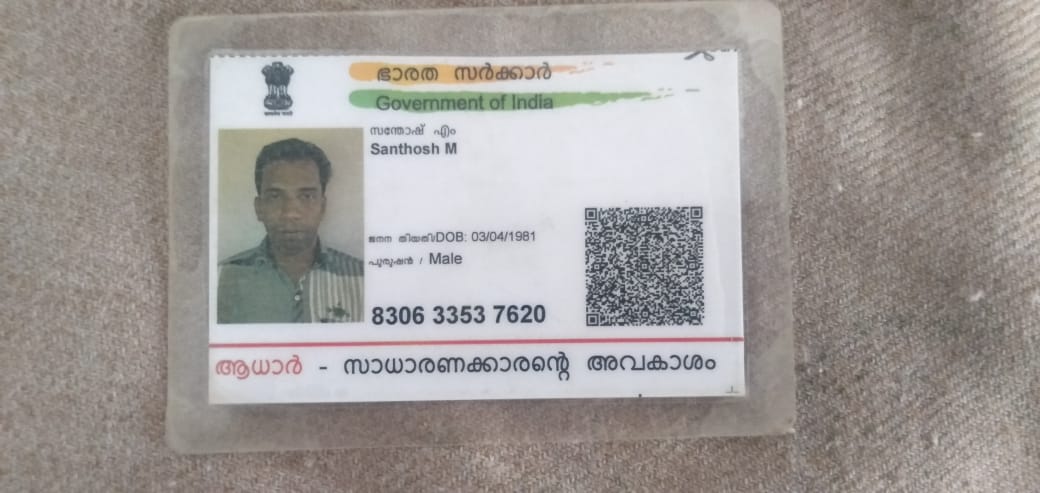 ഭാരത സർക്കാർ
Government of India
സന്തോഷ് എം
Santhosh M
ജനന തിയതി/DOB: 03/04/1981
പുരുഷൻ / Male
8306 3353 7620
ആധാർ - സാധാരണക്കാരന്റെ അവകാശം